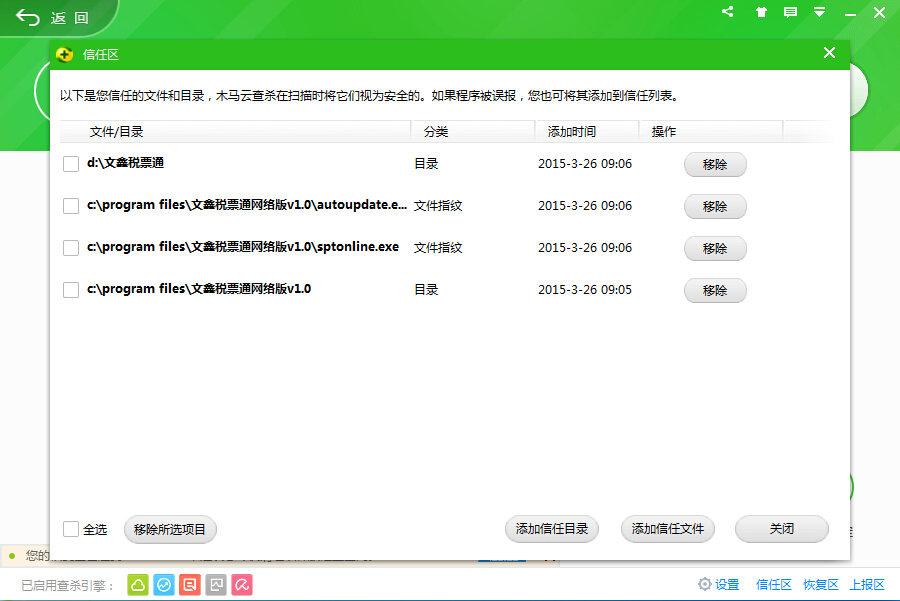 返 回
信任区
以下是您信任的文件和目录，木马云查杀在扫描时将它们视为安全的。如果程序被误报，您也可将其添加到信任列表。
文件/目录 分类 添加时间 操作
d:\文鑫税票通 目录 2015-3-26 09:06 移除
c:\program files\文鑫税票通网络版v1.0\autoupdate.e... 文件指纹 2015-3-26 09:06 移除
c:\program files\文鑫税票通网络版v1.0\sptonline.exe 文件指纹 2015-3-26 09:06 移除
c:\program files\文鑫税票通网络版v1.0 目录 2015-3-26 09:05 移除
全选 移除所选项目 添加信任目录 添加信任文件 关闭
您的
已启用查杀引擎： 设置 信任区 恢复区 上报区